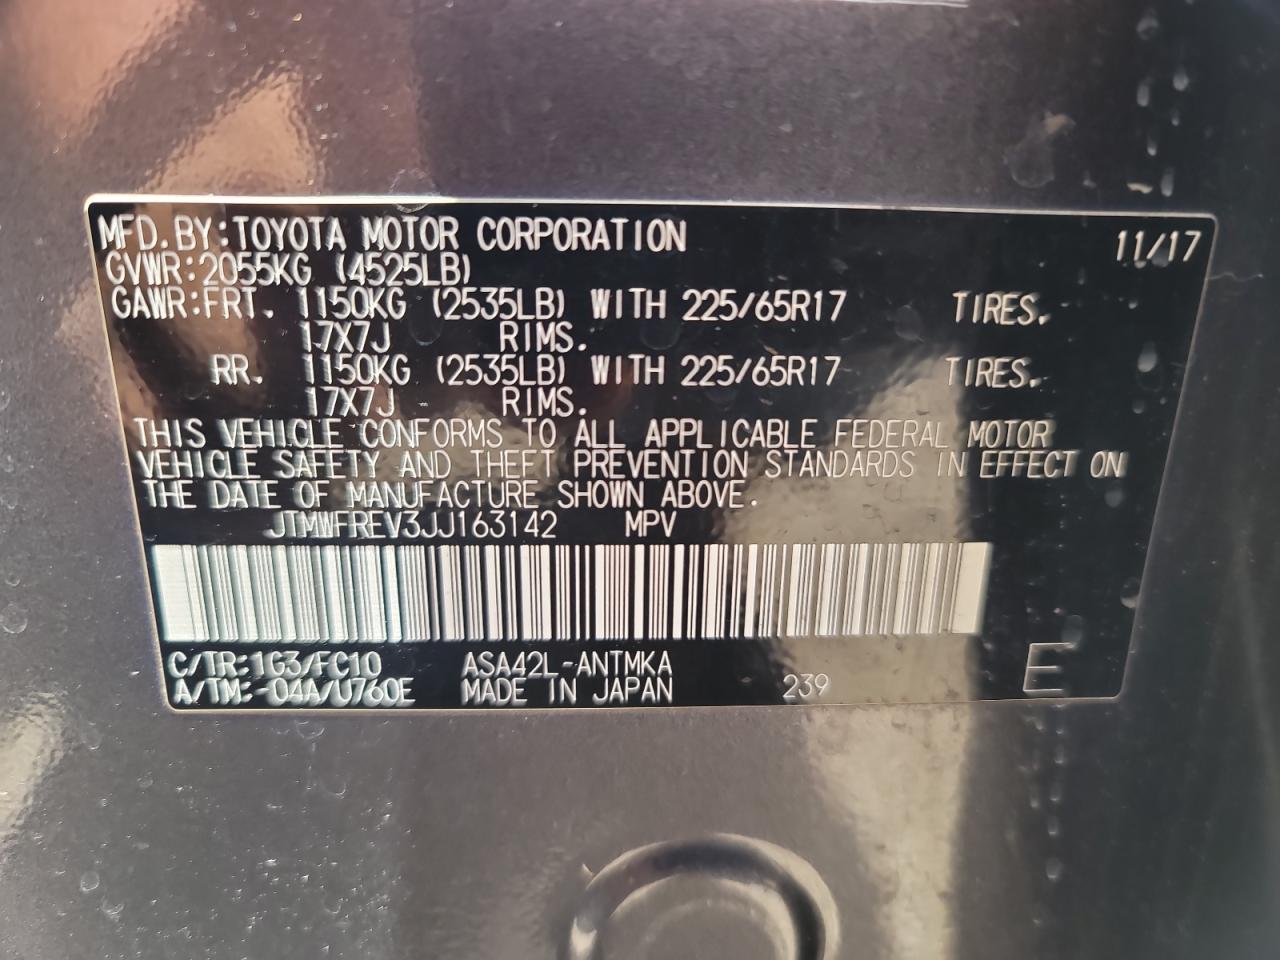 MFD.BY:TOYOTA MOTOR CORPORATION 11/17
GVWR:2055KG (4525LB)
GAWR:FRT. 1150KG (2535LB) WITH 225/65R17 TIRES.
17X7J RIMS.
RR. 1150KG (2535LB) WITH 225/65R17 TIRES.
17X7J RIMS.
THIS VEHICLE CONFORMS TO ALL APPLICABLE FEDERAL MOTOR
VEHICLE SAFETY AND THEFT PREVENTION STANDARDS IN EFFECT ON
THE DATE OF MANUFACTURE SHOWN ABOVE.
JTMWFREV3JJ163142 MPV
C/TR:1G3/FC10 ASA42L-ANTMKA
A/TM:-04A/U760E MADE IN JAPAN 239 E